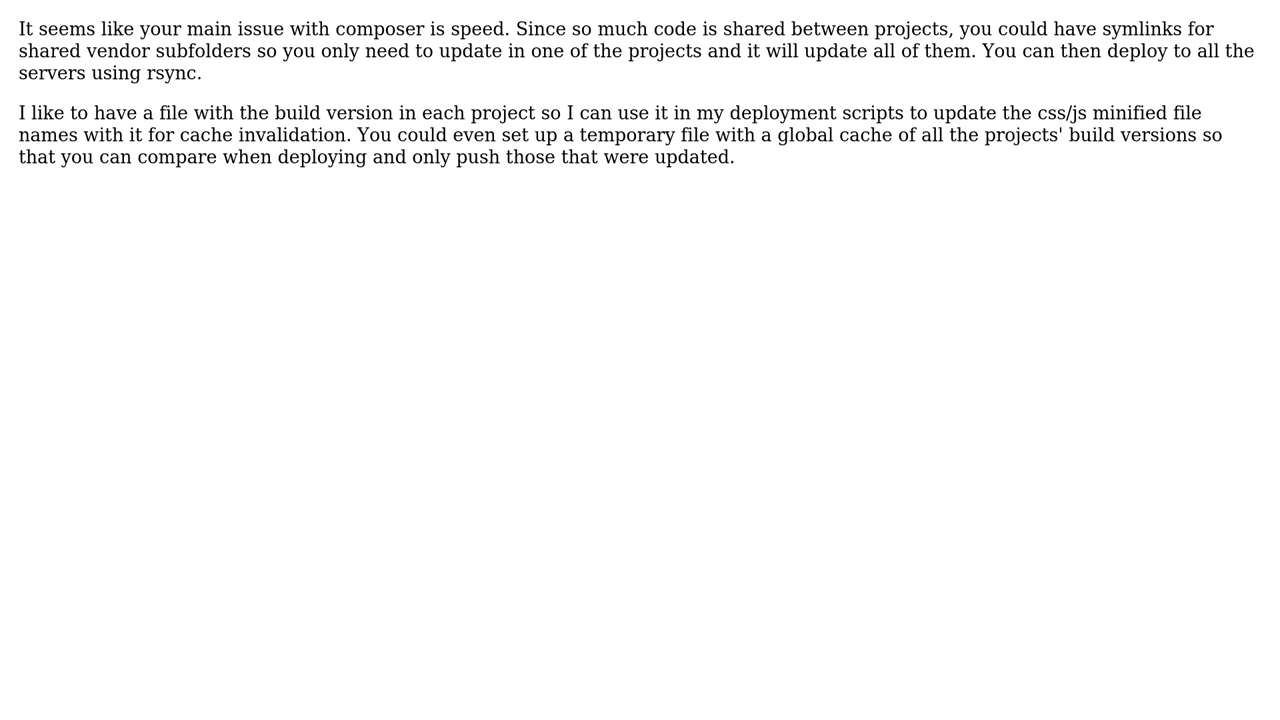 It seems like your main issue with composer is speed. Since so much code is shared between projects, you could have symlinks for
shared vendor subfolders so you only need to update in one of the projects and it will update all of them. You can then deploy to all the
servers using rsync.
I like to have a file with the build version in each project so I can use it in my deployment scripts to update the css/js minified file
names with it for cache invalidation. You could even set up a temporary file with a global cache of all the projects' build versions so
that you can compare when deploying and only push those that were updated.